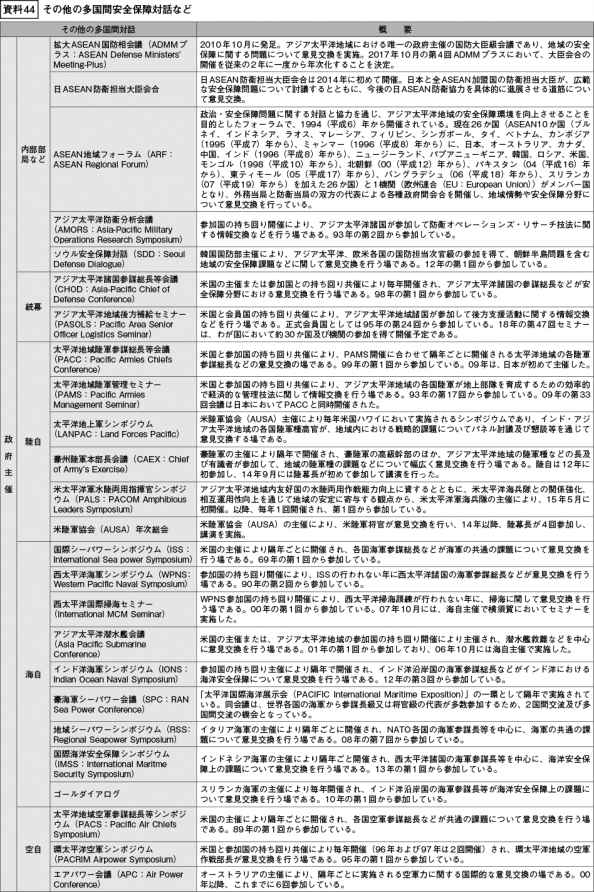 資料44 その他の多国間安全保障対話など
その他の多国間対話
概 要
政府主催
内部部局など
拡大ASEAN国防相会議（ADMMプラス：ASEAN Defense Ministers' Meeting-Plus）
2010年10月に発足。アジア太平洋地域における唯一の政府主催の国防大臣級会議であり、地域の安全保障に関する問題について意見交換を実施。2017年10月の第4回ADMMプラスにおいて、大臣会合の開催を従来の2年に一度から年次化することを決定。
日ASEAN防衛担当大臣会合
日ASEAN防衛担当大臣会合は2014年に初めて開催。日本と全ASEAN加盟国の防衛担当大臣が、広範な安全保障問題について討議するとともに、今後の日ASEAN防衛協力を具体的に進展させる道筋について意見交換。
ASEAN地域フォーラム（ARF：ASEAN Regional Forum）
政治・安全保障問題に関する対話と協力を通じ、アジア太平洋地域の安全保障環境を向上させることを目的としたフォーラムで、1994（平成6）年から開催されている。現在26か国（ASEAN10か国（ブルネイ、インドネシア、ラオス、マレーシア、フィリピン、シンガポール、タイ、ベトナム、カンボジア（1995（平成7）年から）、ミャンマー（1996（平成8）年から）に、日本、オーストラリア、カナダ、中国、インド（1996（平成8）年から）、ニュージーランド、パプアニューギニア、韓国、ロシア、米国、モンゴル（1998（平成10）年から）、北朝鮮（00（平成12）年から）、パキスタン（04（平成16）年から）、東ティモール（05（平成17）年から）、バングラデシュ（06（平成18）年から）、スリランカ（07（平成19）年から）を加えた26か国）と1機関（欧州連合（EU：European Union））がメンバー国となり、外務当局と防衛当局の双方の代表による各種政府間会合を開催し、地域情勢や安全保障分野について意見交換を行っている。
アジア太平洋防衛分析会議（AMORS：Asia-Pacific Military Operations Research Symposium）
参加国の持ち回り開催により、アジア太平洋諸国が参加して防衛オペレーションズ・リサーチ技法に関する情報交換などを行う場である。93年の第2回から参加している。
ソウル安全保障対話（SDD：Seoul Defense Dialogue）
韓国国防部主催により、アジア太平洋、欧米各国の国防担当次官級の参加を得て、朝鮮半島問題を含む地域の安全保障課題などに関して意見交換を行う場である。12年の第1回から参加している。
統幕
アジア太平洋諸国参謀総長等会議（CHOD：Asia-Pacific Chief of Defense Conference）
米国の主催または参加国との持ち回り共催により毎年開催され、アジア太平洋諸国の参謀総長などが安全保障分野における意見交換を行う場である。98年の第1回から参加している。
アジア太平洋地域後方補給セミナー（PASOLS：Pacific Area Senior Officer Logistics Seminar）
米国と会員国の持ち回り共催により、アジア太平洋地域諸国が参加して後方支援活動に関する情報交換などを行う場である。正式会員国としては95年の第24回から参加している。18年の第47回セミナーは、わが国において約30か国及び機関の参加を得て開催予定である。
陸自
太平洋地域陸軍参謀総長等会議（PACC：Pacific Armies Chiefs Conference）
米国と参加国の持ち回り共催により、PAMS開催に合わせて隔年ごとに開催される太平洋地域の各陸軍参謀総長などの意見交換の場である。99年の第1回から参加している。09年は、日本が初めて主催した。
太平洋地域陸軍管理セミナー（PAMS：Pacific Armies Management Seminar）
米国と参加国の持ち回り共催により、アジア太平洋地域の各国陸軍が地上部隊を育成するための効率的で経済的な管理技法に関して情報交換を行う場である。93年の第17回から参加している。09年の第33回会議は日本においてPACCと同時開催された。
太平洋地上軍シンポジウム（LANPAC：Land Forces Pacific）
米陸軍協会（AUSA）主催により毎年米国ハワイにおいて実施されるシンポジウムであり、インド・アジア太平洋地域の各国陸軍種高官が、地域内における戦略的課題についてパネル討議及び懇談等を通じて意見交換する場である。
豪州陸軍本部長会議（CAEX：Chief of Army's Exercise）
豪陸軍の主催により隔年で開催され、豪陸軍の高級幹部のほか、アジア太平洋地域の陸軍種などの長及び有識者が参加して、地域の陸軍種の課題などについて幅広く意見交換を行う場である。陸自は12年に初参加し、14年9月には陸幕長が初めて参加して講演を行った。
米太平洋軍水陸両用指揮官シンポジウム（PALS：PACOM Amphibious Leaders Symposium）
アジア太平洋地域内友好国の水陸両用作戦能力向上に資するとともに、米太平洋海兵隊との関係強化、相互運用性向上を通じて地域の安定に寄与する観点から、米太平洋軍海兵隊の主催により、15年5月に初開催。以降、毎年1回開催され、第1回から参加している。
米陸軍協会（AUSA）年次総会
米陸軍協会（AUSA）の主催により、米陸軍将官が意見交換を行い、14年以降、陸幕長が4回参加し、講演を実施。
海自
国際シーパワーシンポジウム（ISS：International Sea power Symposium）
米国の主催により隔年ごとに開催され、各国海軍参謀総長などが海軍の共通の課題について意見交換を行う場である。69年の第1回から参加している。
西太平洋海軍シンポジウム（WPNS：Western Pacific Naval Symposium）
参加国の持ち回り開催により、ISSの行われない年に西太平洋諸国の海軍参謀総長などが意見交換を行う場である。90年の第2回から参加している。
西太平洋国際掃海セミナー（International MCM Seminar）
WPNS参加国の持ち回り開催により、西太平洋掃海訓練が行われない年に、掃海に関して意見交換を行う場である。00年の第1回から参加している。07年10月には、海自主催で横須賀においてセミナーを実施した。
アジア太平洋潜水艦会議（Asia Pacific Submarine Conference）
米国の主催または、アジア太平洋地域の参加国の持ち回り開催により主催され、潜水艦救難などを中心に意見交換を行う場である。01年の第1回から参加しており、06年10月には海自主催で実施した。
インド洋海軍シンポジウム（IONS：Indian Ocean Naval Symposium）
参加国の持ち回り主催により隔年で開催され、インド洋沿岸国の海軍参謀総長などがインド洋における海洋安全保障について意見交換を行う場である。12年の第3回から参加している。
豪海軍シーパワー会議（SPC：RAN Sea Power Conference）
「太平洋国際海洋展示会（PACIFIC International Maritime Exposition）」の一環として隔年で実施されている。同会議は、世界各国の海軍から参謀長級又は将官級の代表が多数参加するため、2国間交流及び多国間交流の機会となっている。
地域シーパワーシンポジウム（RSS：Regional Seapower Symposium）
イタリア海軍の主催により隔年ごとに開催され、NATO各国の海軍参謀長等を中心に、海軍の共通の課題について意見交換を行う場である。08年の第7回から参加している。
国際海洋安全保障シンポジウム（IMSS：International Maritme Security Symposium）
インドネシア海軍の主催により隔年ごと開催され、西太平洋諸国の海軍参謀長等を中心に、海洋安全保障上の課題について意見交換を行う場である。13年の第1回から参加している。
ゴールダイアログ
スリランカ海軍の主催により毎年開催され、インド洋沿岸国の海軍参謀長等が海洋安全保障上の課題について意見交換を行う場である。10年の第1回から参加している。
空自
太平洋地域空軍参謀総長等シンポジウム（PACS：Pacific Air Chiefs Symposium）
米国の主催により隔年ごとに開催され、各国空軍参謀総長などが共通の課題について意見交換を行う場である。89年の第1回から参加している。
環太平洋空軍シンポジウム（PACRIM Airpower Symposium）
米国と参加国の持ち回り共催により毎年開催（96年および97年は2回開催）され、環太平洋地域の空軍作戦部長が意見交換を行う場である。95年の第1回から参加している。
エアパワー会議（APC：Air Power Conference）
オーストラリアの主催により、隔年ごとに実施される空軍力に関する国際的な意見交換の場である。00年以降、これまでに6回参加している。